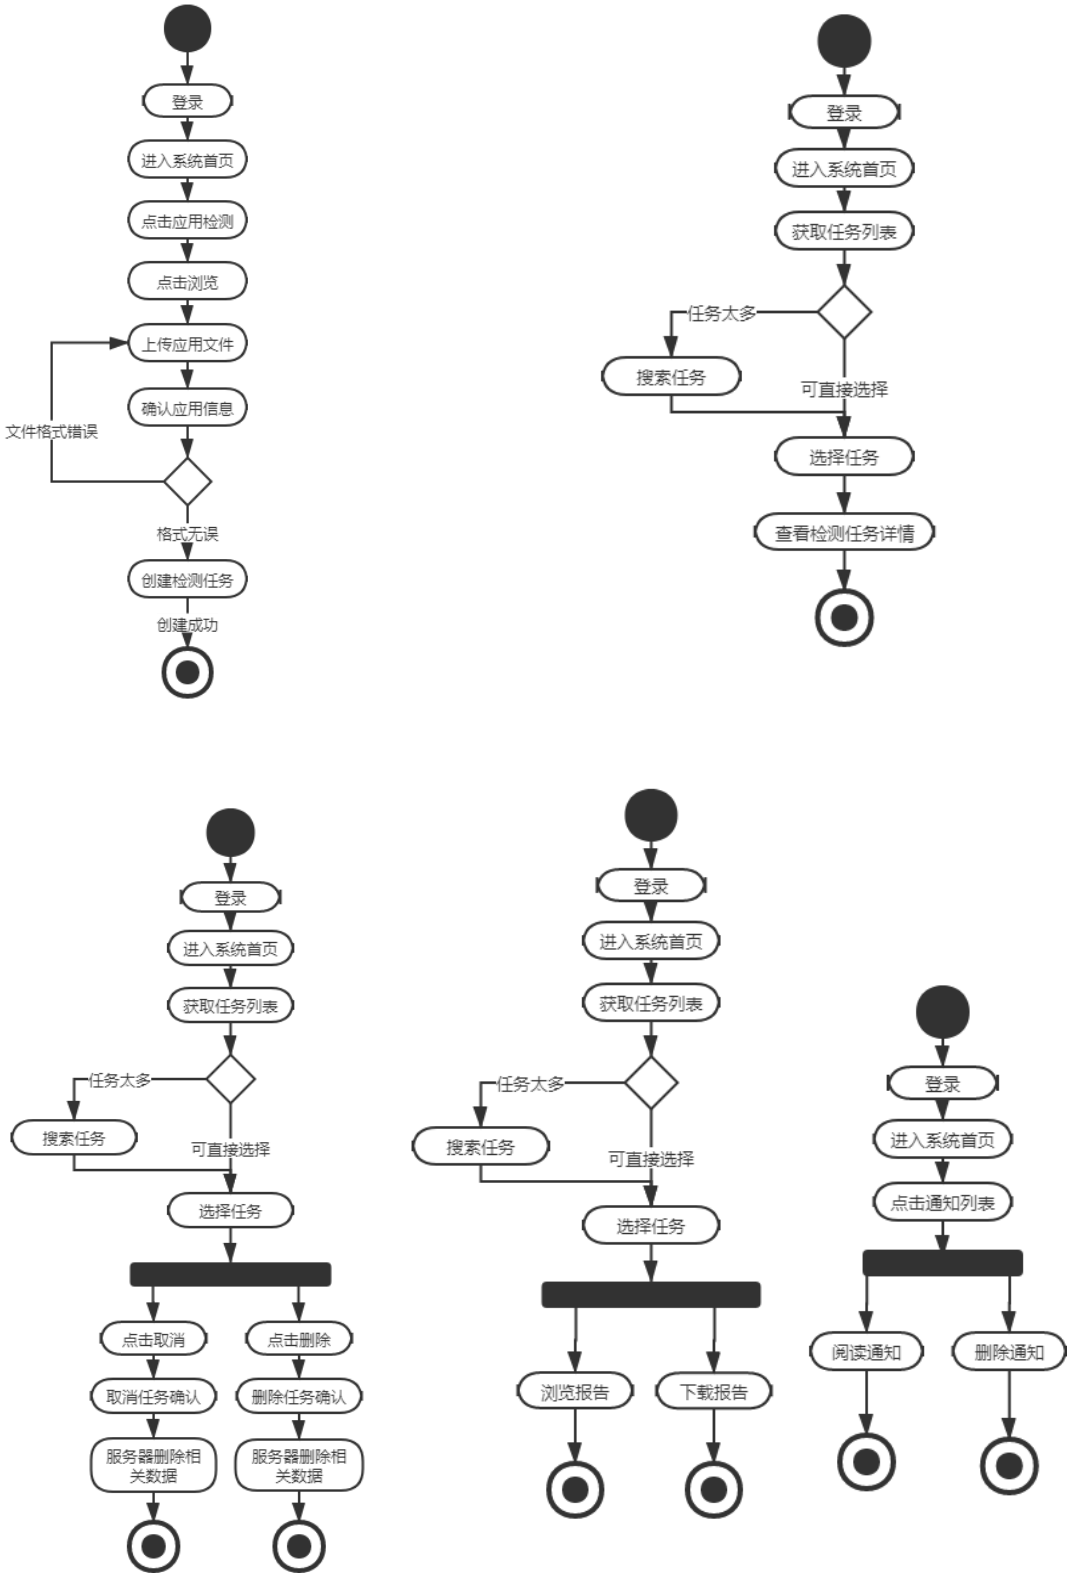 登录
进入系统首页
点击应用检测
点击浏览
上传应用文件
确认应用信息
文件格式错误
格式无误
创建检测任务
创建成功
登录
进入系统首页
获取任务列表
任务太多
搜索任务
可直接选择
选择任务
查看检测任务详情
登录
进入系统首页
获取任务列表
任务太多
搜索任务
可直接选择
选择任务
点击取消
点击删除
取消任务确认
删除任务确认
服务器删除相
关数据
服务器删除相
关数据
登录
进入系统首页
获取任务列表
任务太多
搜索任务
可直接选择
选择任务
浏览报告
下载报告
登录
进入系统首页
点击通知列表
阅读通知
删除通知